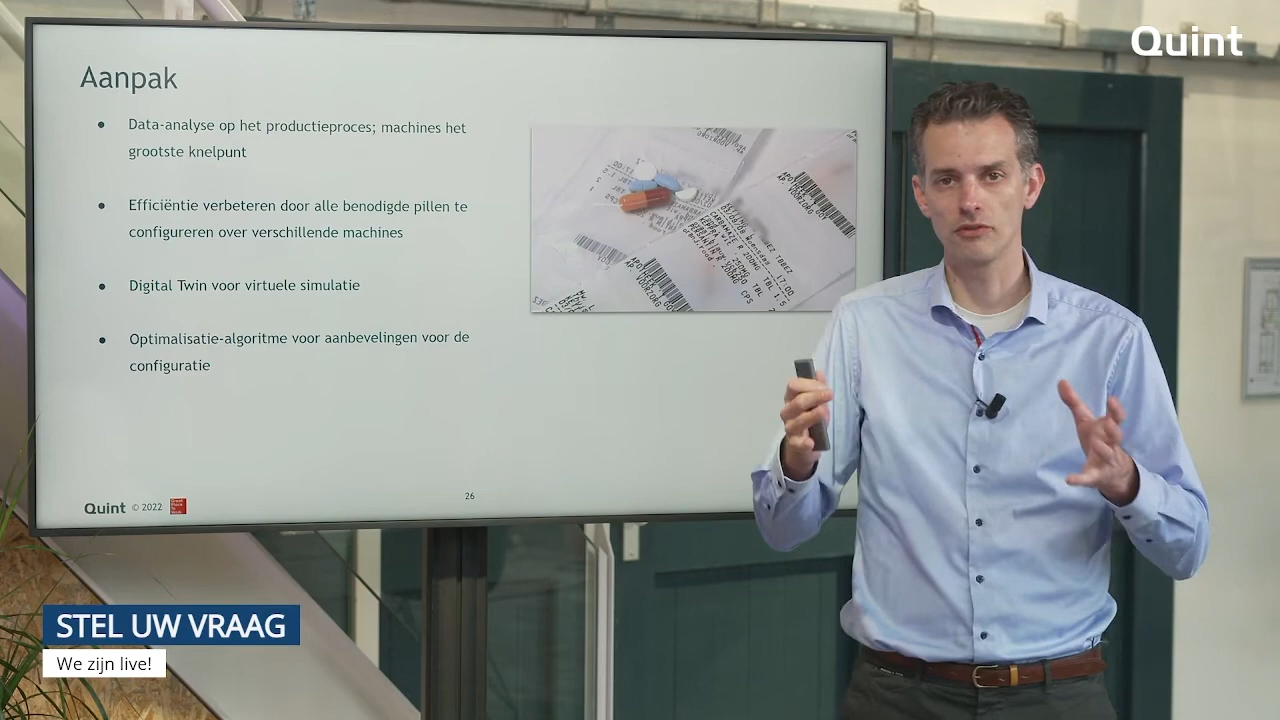 Quint
Aanpak
• Data-analyse op het productieproces; machines het
grootste knelpunt
• Efficiëntie verbeteren door alle benodigde pillen te
configureren over verschillende machines
• Digital Twin voor virtuele simulatie
• Optimalisatie-algoritme voor aanbevelingen voor de
configuratie
17.00
Quint © 2022
26
STEL UW VRAAG
We zijn live!